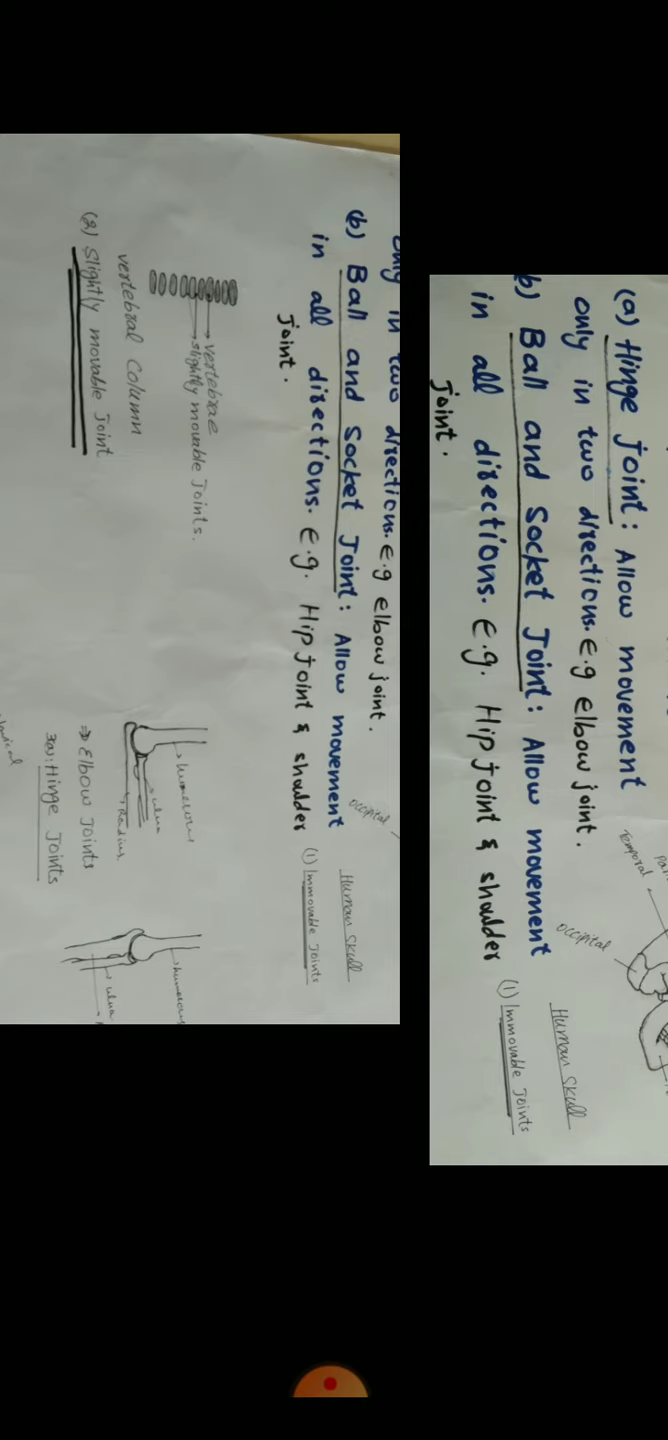 (a) Hinge joint: Allow movement
only in two directions. E.g elbow joint.
b) Ball and Socket Joint: Allow movement
in all directions. E.g. Hip Joint & shoulder
Joint.
Temporal
occipital
Human Skull
(1) Immovable Joints
only in two directions. E.g elbow joint.
(b) Ball and Socket Joint: Allow movement
in all directions. E.g. Hip Joint & shoulder
Joint.
occipital
Human Skull
(1) Immovable Joints
vertebrae
slightly movable Joints.
vertebral Column
(2) Slightly movable Joint
humerous
ulna
Radius.
⇒ Elbow Joints
Hinge Joints
humerous
ulna